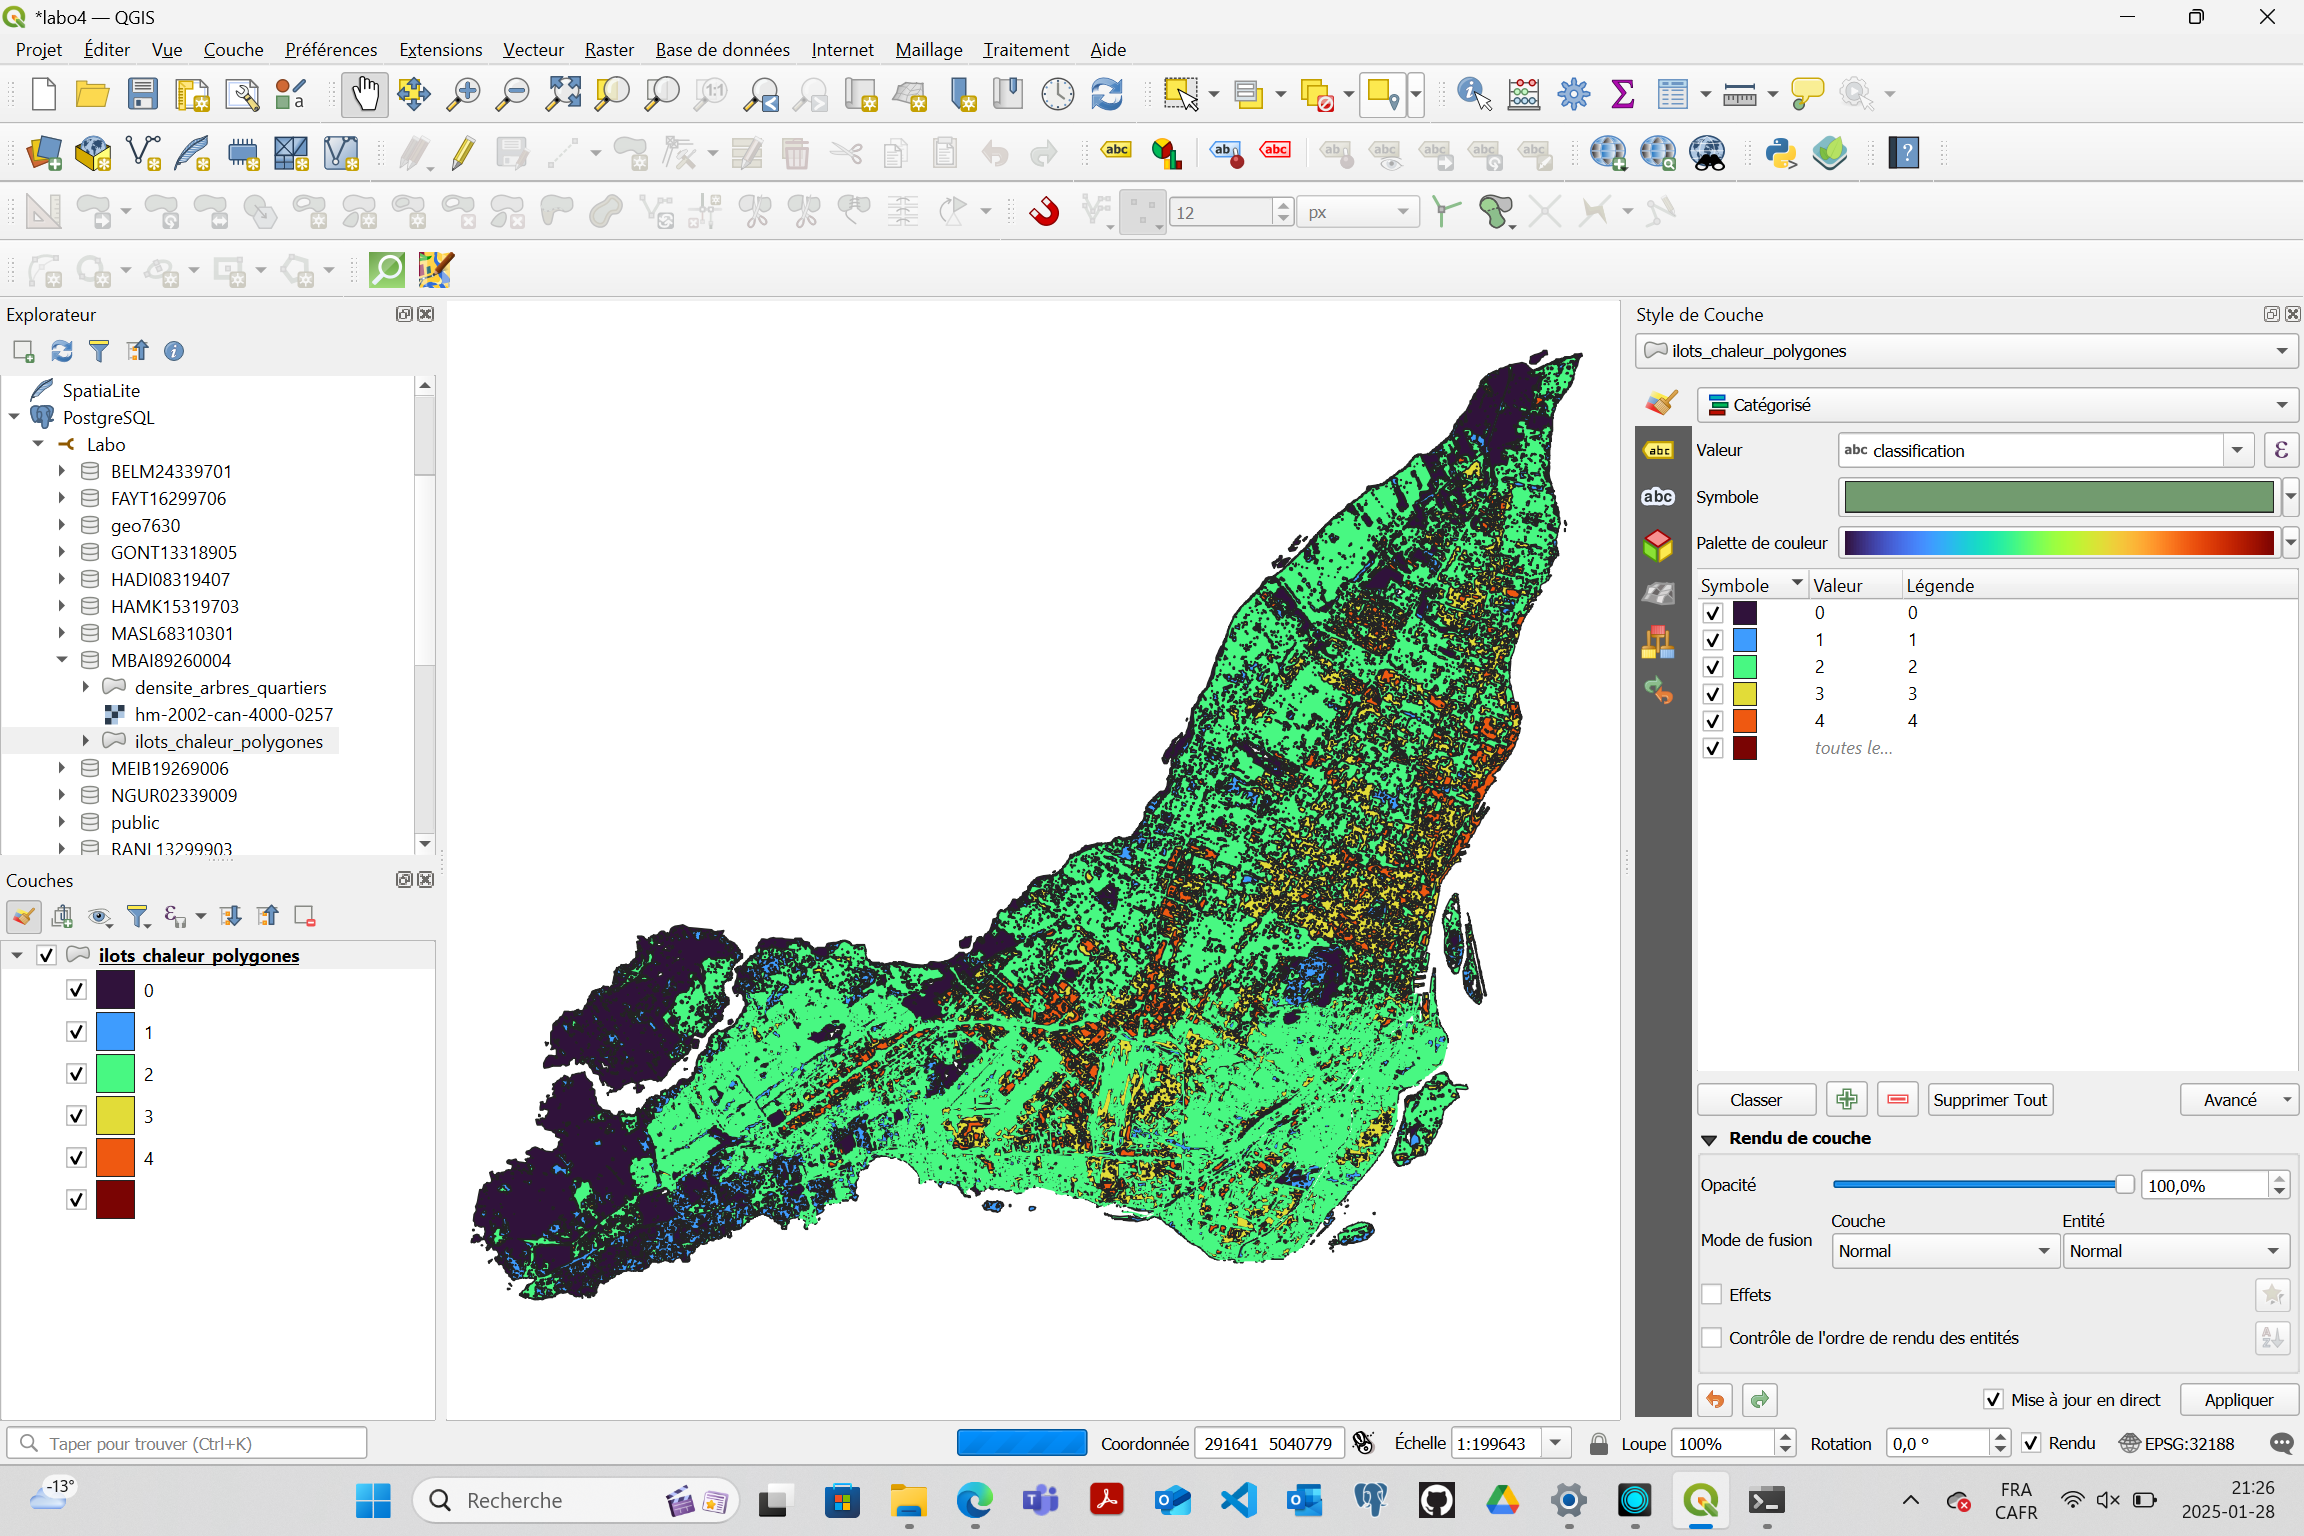 *labo4 — QGIS
Projet Éditer Vue Couche Préférences Extensions Vecteur Raster Base de données Internet Maillage Traitement Aide
12 px
Explorateur
SpatiaLite
PostgreSQL
Labo
BELM24339701
FAYT16299706
geo7630
GONT13318905
HADI08319407
HAMK15319703
MASL68310301
MBAI89260004
densite_arbres_quartiers
hm-2002-can-4000-0257
ilots_chaleur_polygones
MEIB19269006
NGUR02339009
public
RANL13299903
Couches
ilots_chaleur_polygones
0
1
2
3
4
Style de Couche
ilots_chaleur_polygones
Catégorisé
Valeur abc classification ε
Symbole
Palette de couleur
Symbole Valeur Légende
0 0
1 1
2 2
3 3
4 4
toutes le...
Classer Supprimer Tout Avancé
Rendu de couche
Opacité 100,0%
Couche Entité
Mode de fusion Normal Normal
Effets
Contrôle de l'ordre de rendu des entités
Mise à jour en direct Appliquer
Taper pour trouver (Ctrl+K) Coordonnée 291641 5040779 Échelle 1:199643 Loupe 100% Rotation 0,0 ° Rendu EPSG:32188
-13°
Recherche
FRA
CAFR
21:26
2025-01-28